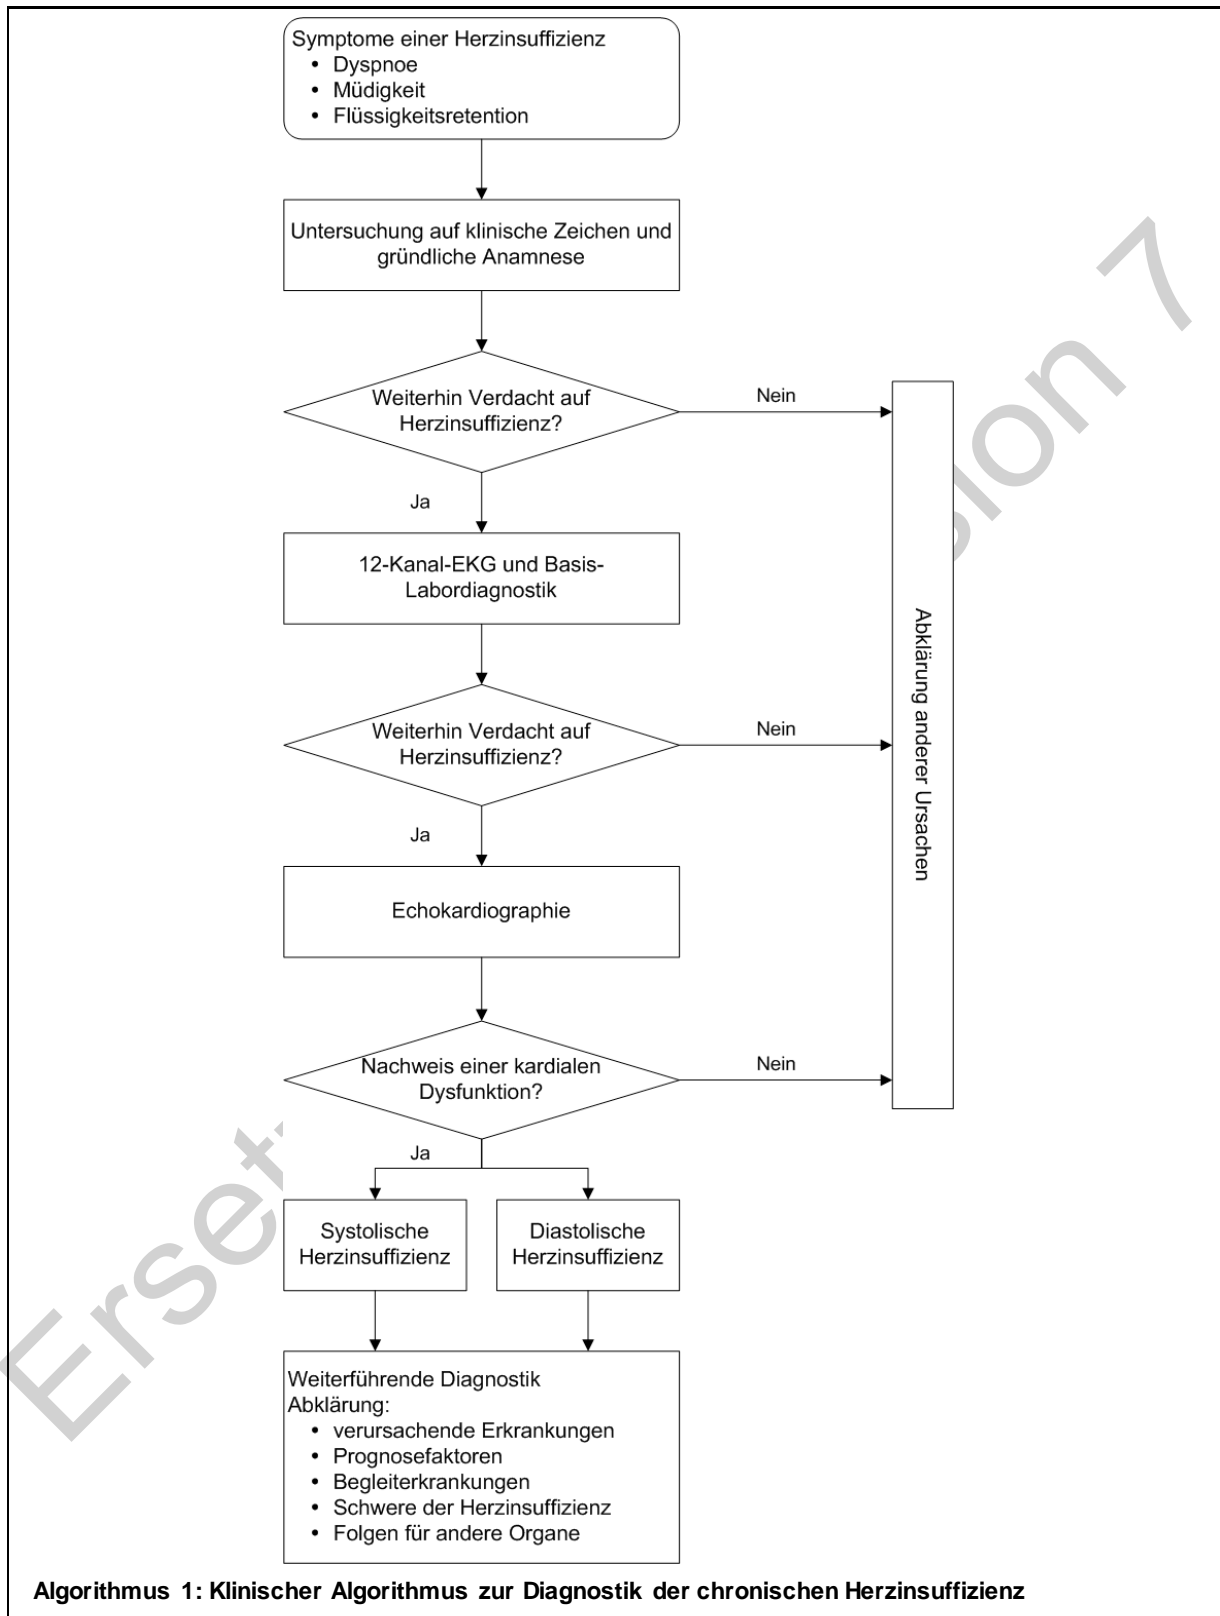 Symptome einer Herzinsuffizienz
• Dyspnoe
• Müdigkeit
• Flüssigkeitsretention
Untersuchung auf klinische Zeichen und
gründliche Anamnese
Weiterhin Verdacht auf
Herzinsuffizienz?
Nein
Ja
12-Kanal-EKG und Basis-
Labordiagnostik
Weiterhin Verdacht auf
Herzinsuffizienz?
Nein
Ja
Abklärung anderer Ursachen
Echokardiographie
Nachweis einer kardialen
Dysfunktion?
Nein
Ja
Systolische
Herzinsuffizienz
Diastolische
Herzinsuffizienz
Weiterführende Diagnostik
Abklärung:
• verursachende Erkrankungen
• Prognosefaktoren
• Begleiterkrankungen
• Schwere der Herzinsuffizienz
• Folgen für andere Organe
Algorithmus 1: Klinischer Algorithmus zur Diagnostik der chronischen Herzinsuffizienz
7